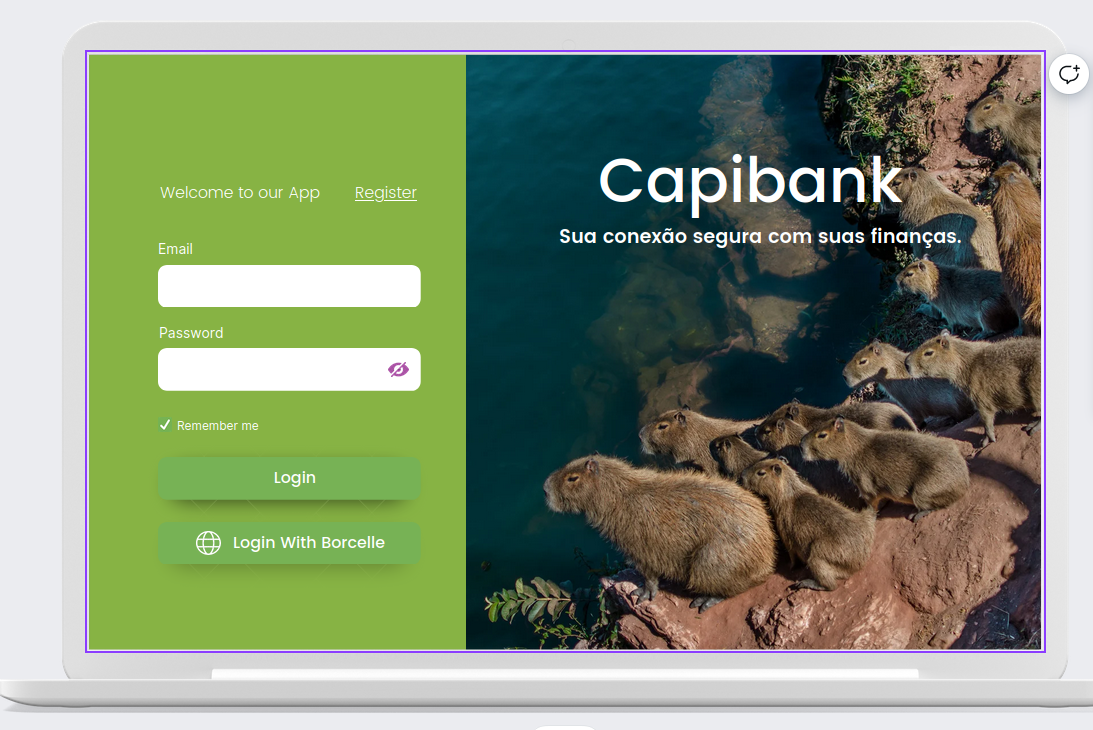 Welcome to our App Register
Email
Password
Remember me
Login
Login With Borcelle
Capibank
Sua conexão segura com suas finanças.